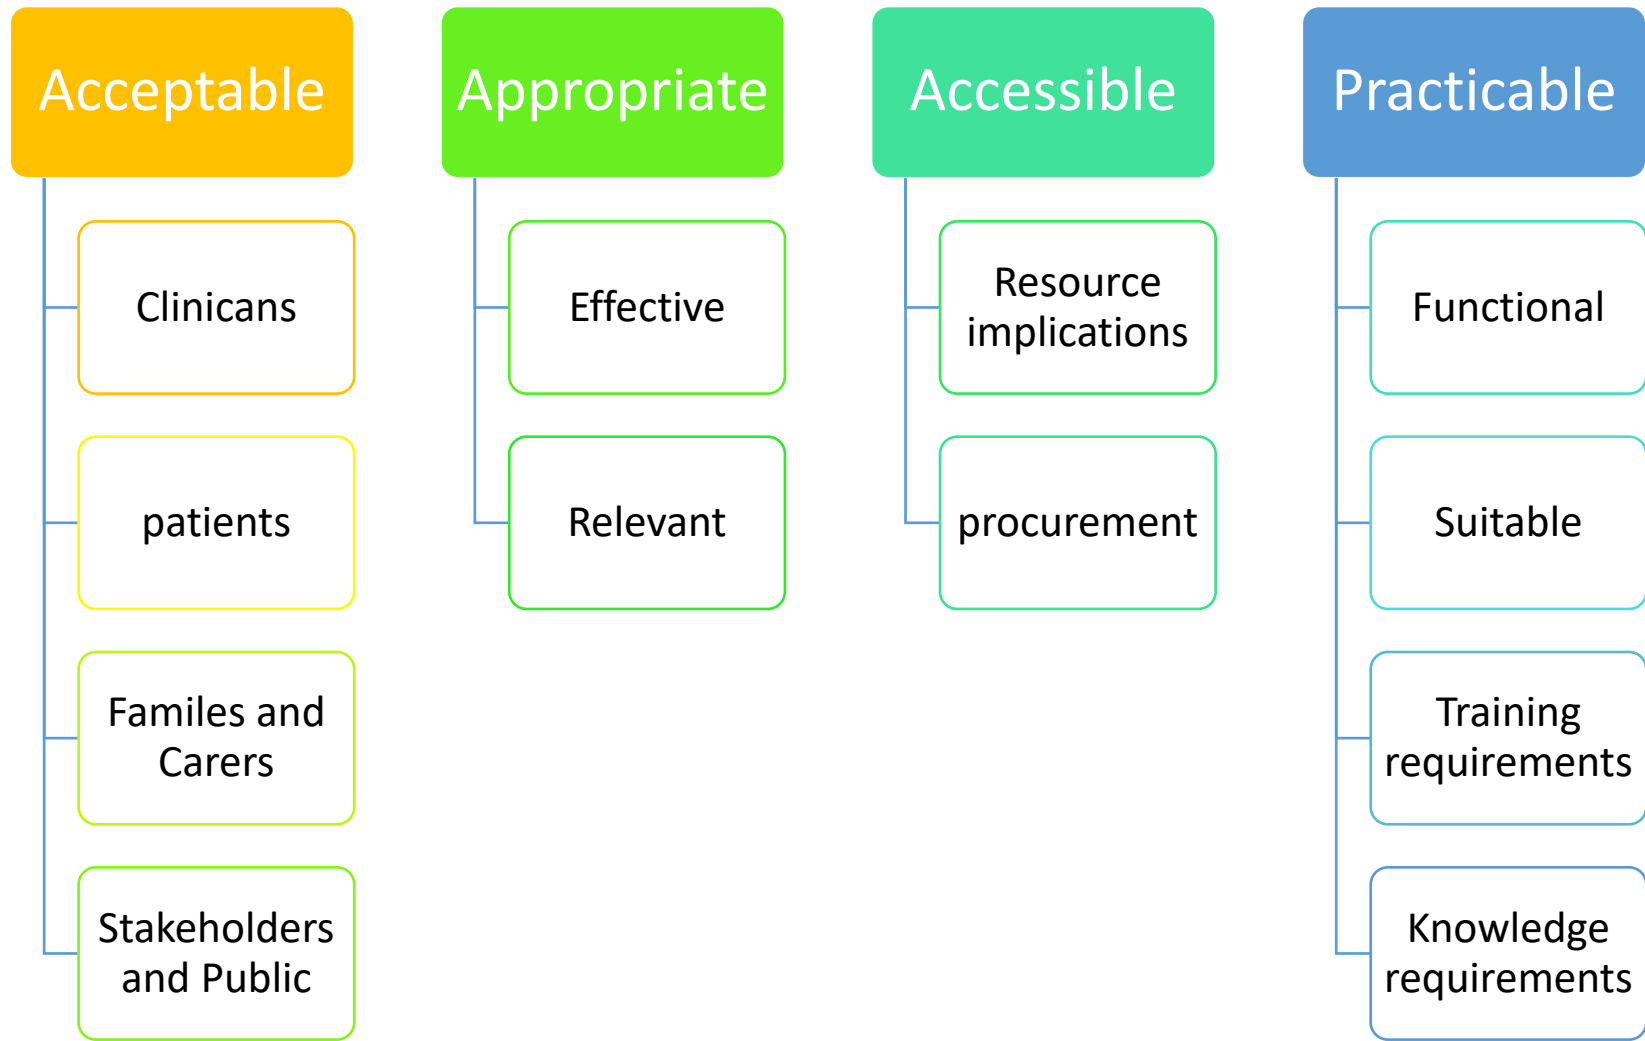 Acceptable
Clinicans
patients
Familes and
Carers
Stakeholders
and Public
Appropriate
Effective
Relevant
Accessible
Resource
implications
procurement
Practicable
Functional
Suitable
Training
requirements
Knowledge
requirements